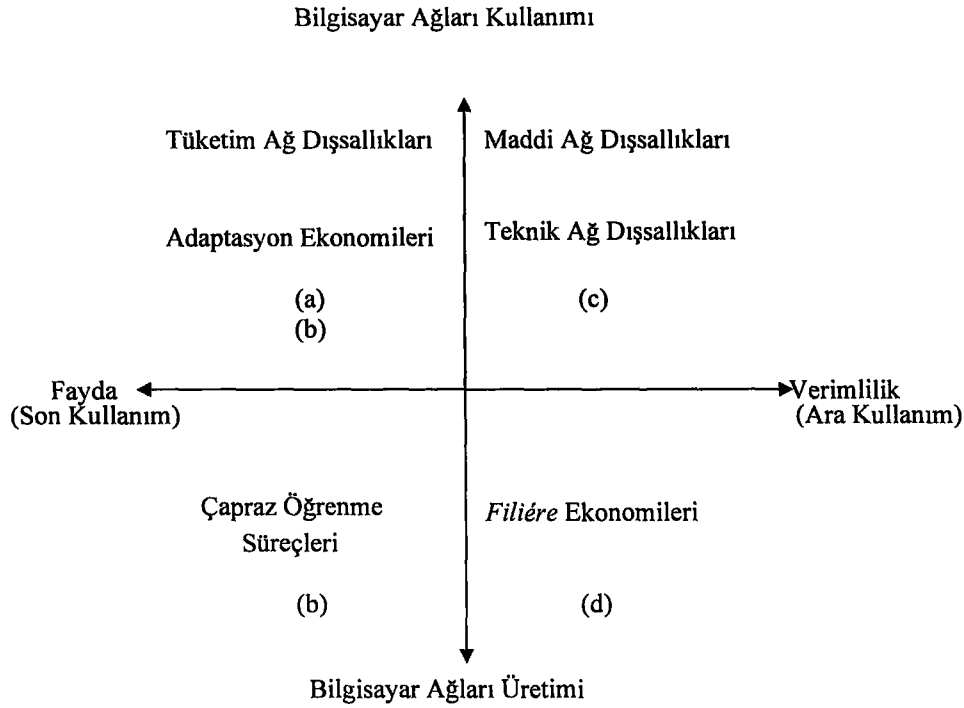 Bilgisayar Ağları Kullanımı
Tüketim Ağ Dışsallıkları
Maddi Ağ Dışsallıkları
Adaptasyon Ekonomileri
Teknik Ağ Dışsallıkları
(a)
(c)
(b)
Fayda
(Son Kullanım)
Verimlilik
(Ara Kullanım)
Çapraz Öğrenme
Süreçleri
Filiére Ekonomileri
(b)
(d)
Bilgisayar Ağları Üretimi